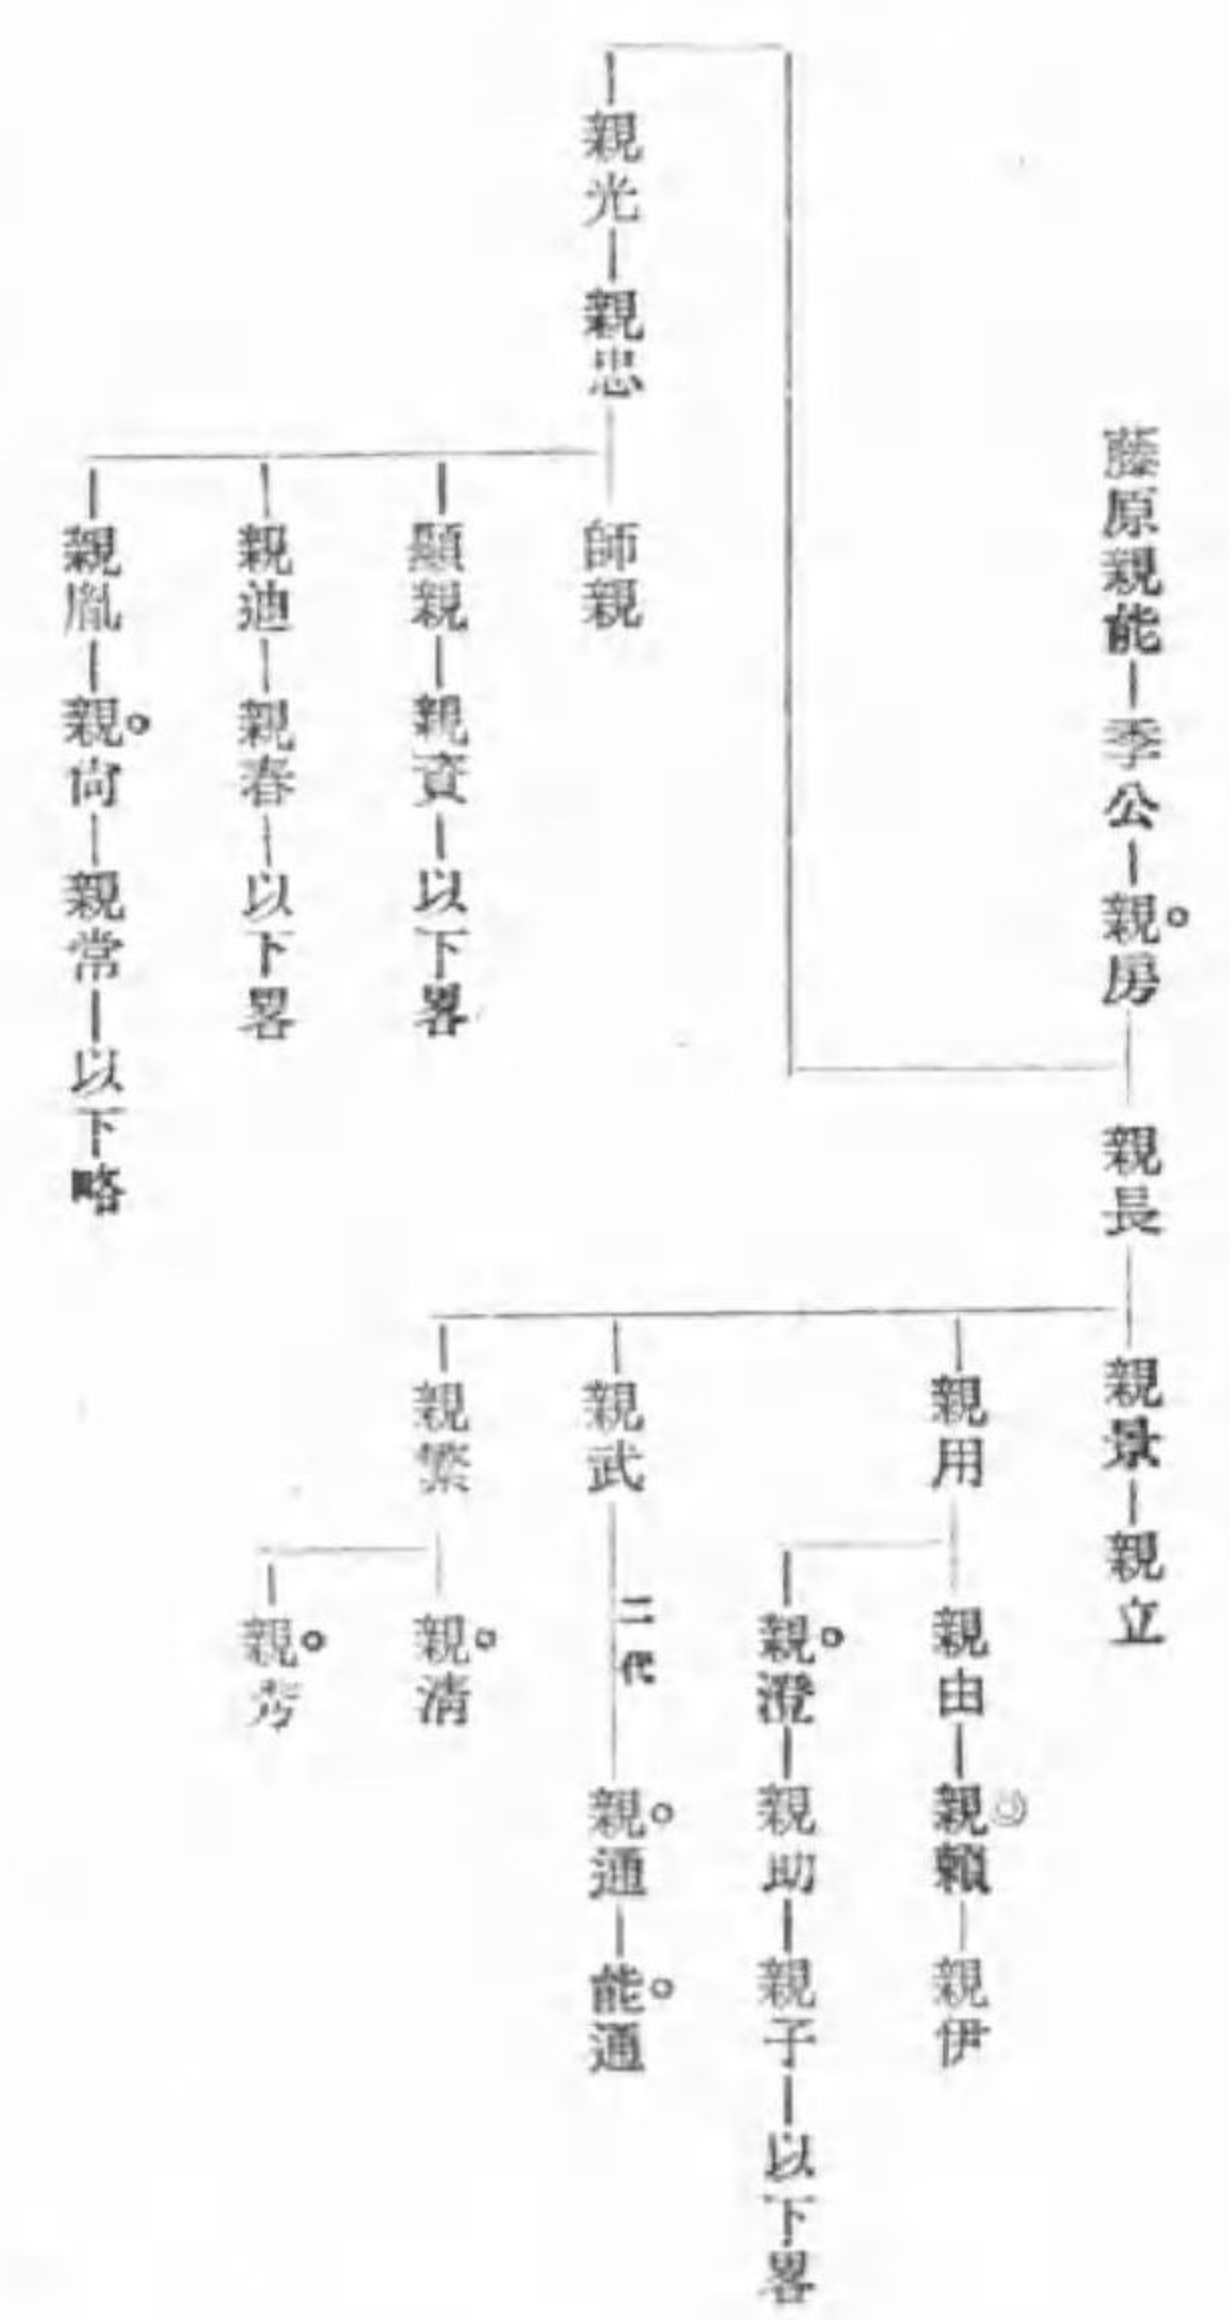 藤原親能―季公―親房
親長
親景―親立
親用
親由―親頼―親伊
親澄―親助―親子―以下畧
親武
二代
親通―能通
親繁
親清
親秀
親光―親忠
師親
顯親―親資―以下畧
親迪―親春―以下畧
親胤―親尙―親常―以下略